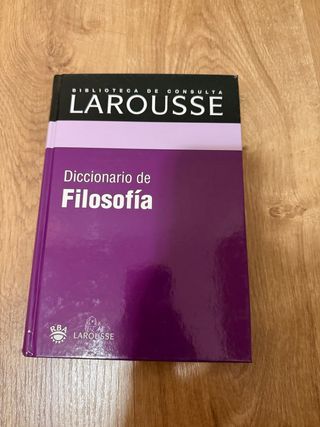 BIBLIOTECA DE CONSULTA
LAROUSSE
Diccionario de
Filosofía
RBA
LAROUSSE